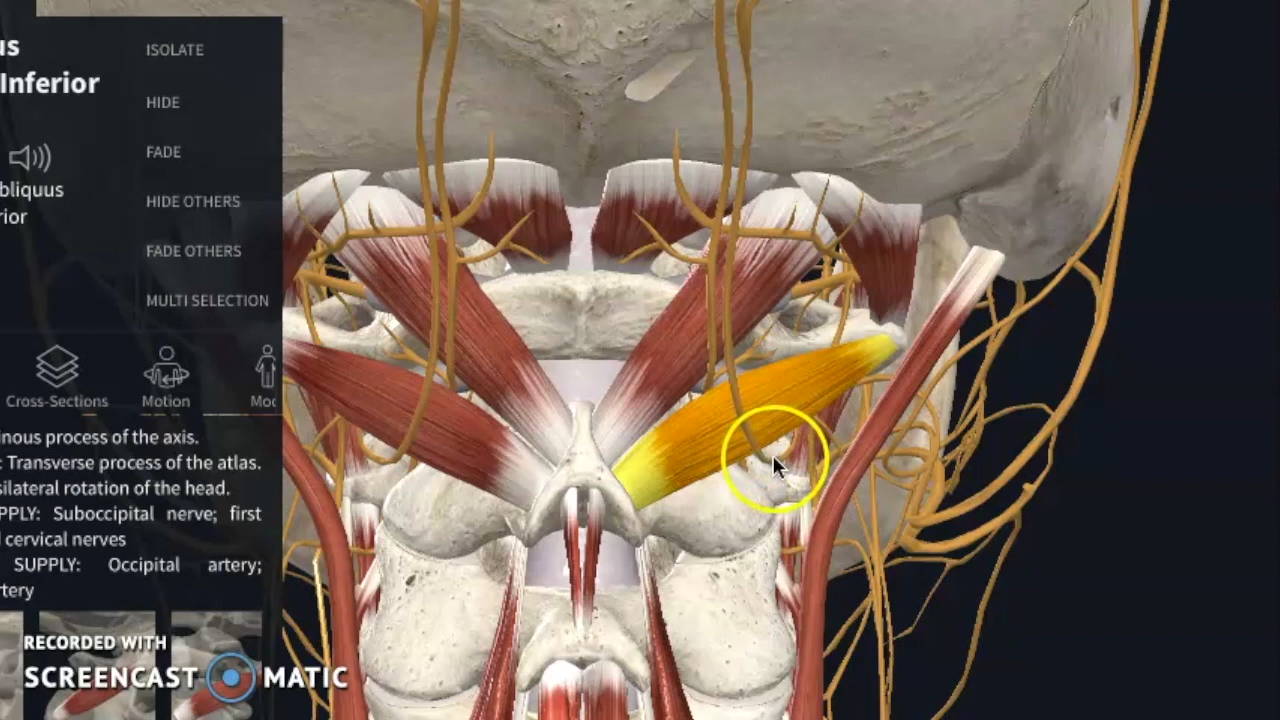 us
Inferior
bliquus
rior
ISOLATE
HIDE
FADE
HIDE OTHERS
FADE OTHERS
MULTI SELECTION
Cross-Sections
Motion
Moc
inous process of the axis.
: Transverse process of the atlas.
silateral rotation of the head.
PPLY: Suboccipital nerve; first
d cervical nerves
SUPPLY: Occipital artery;
rtery
RECORDED WITH
SCREENCAST MATIC